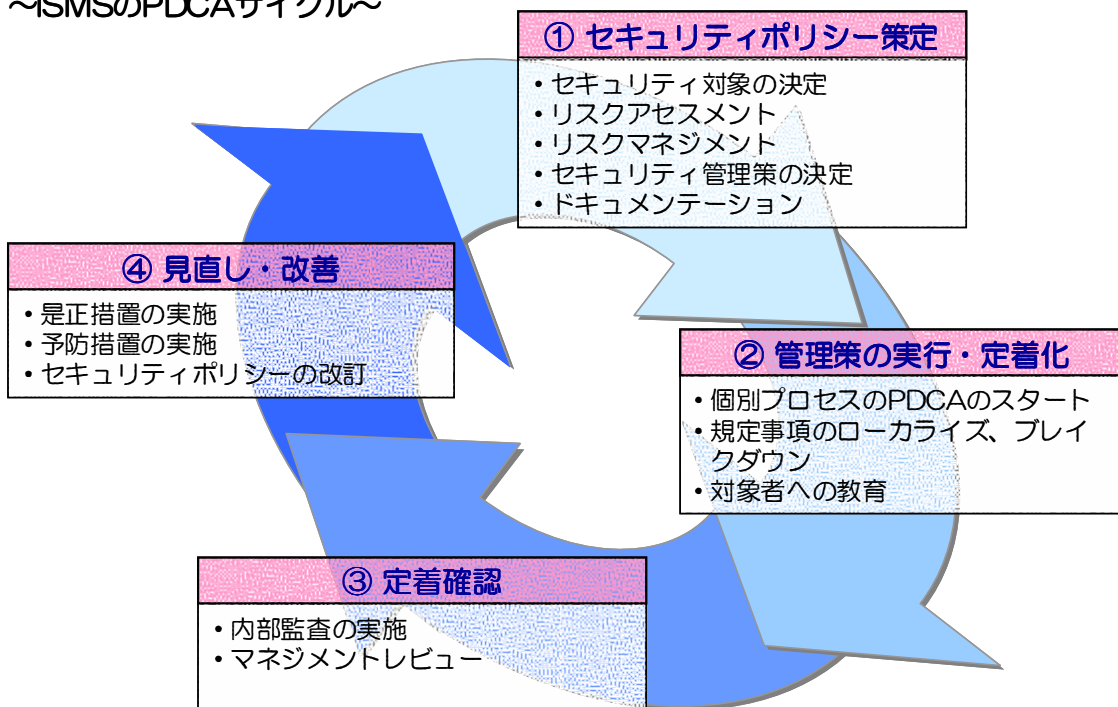 ～ISMSのPDCAサイクル～
① セキュリティポリシー策定
・セキュリティ対象の決定
・リスクアセスメント
・リスクマネジメント
・セキュリティ管理策の決定
・ドキュメンテーション
② 管理策の実行・定着化
・個別プロセスのPDCAのスタート
・規定事項のローカライズ、ブレイ
クダウン
・対象者への教育
③ 定着確認
・内部監査の実施
・マネジメントレビュー
④ 見直し・改善
・是正措置の実施
・予防措置の実施
・セキュリティポリシーの改訂